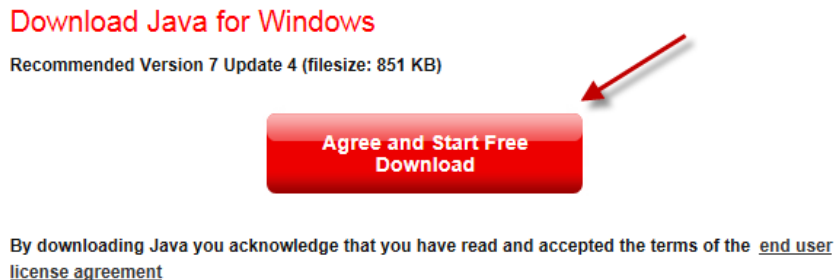 Download Java for Windows
Recommended Version 7 Update 4 (filesize: 851 KB)
Agree and Start Free
Download
By downloading Java you acknowledge that you have read and accepted the terms of the end user
license agreement